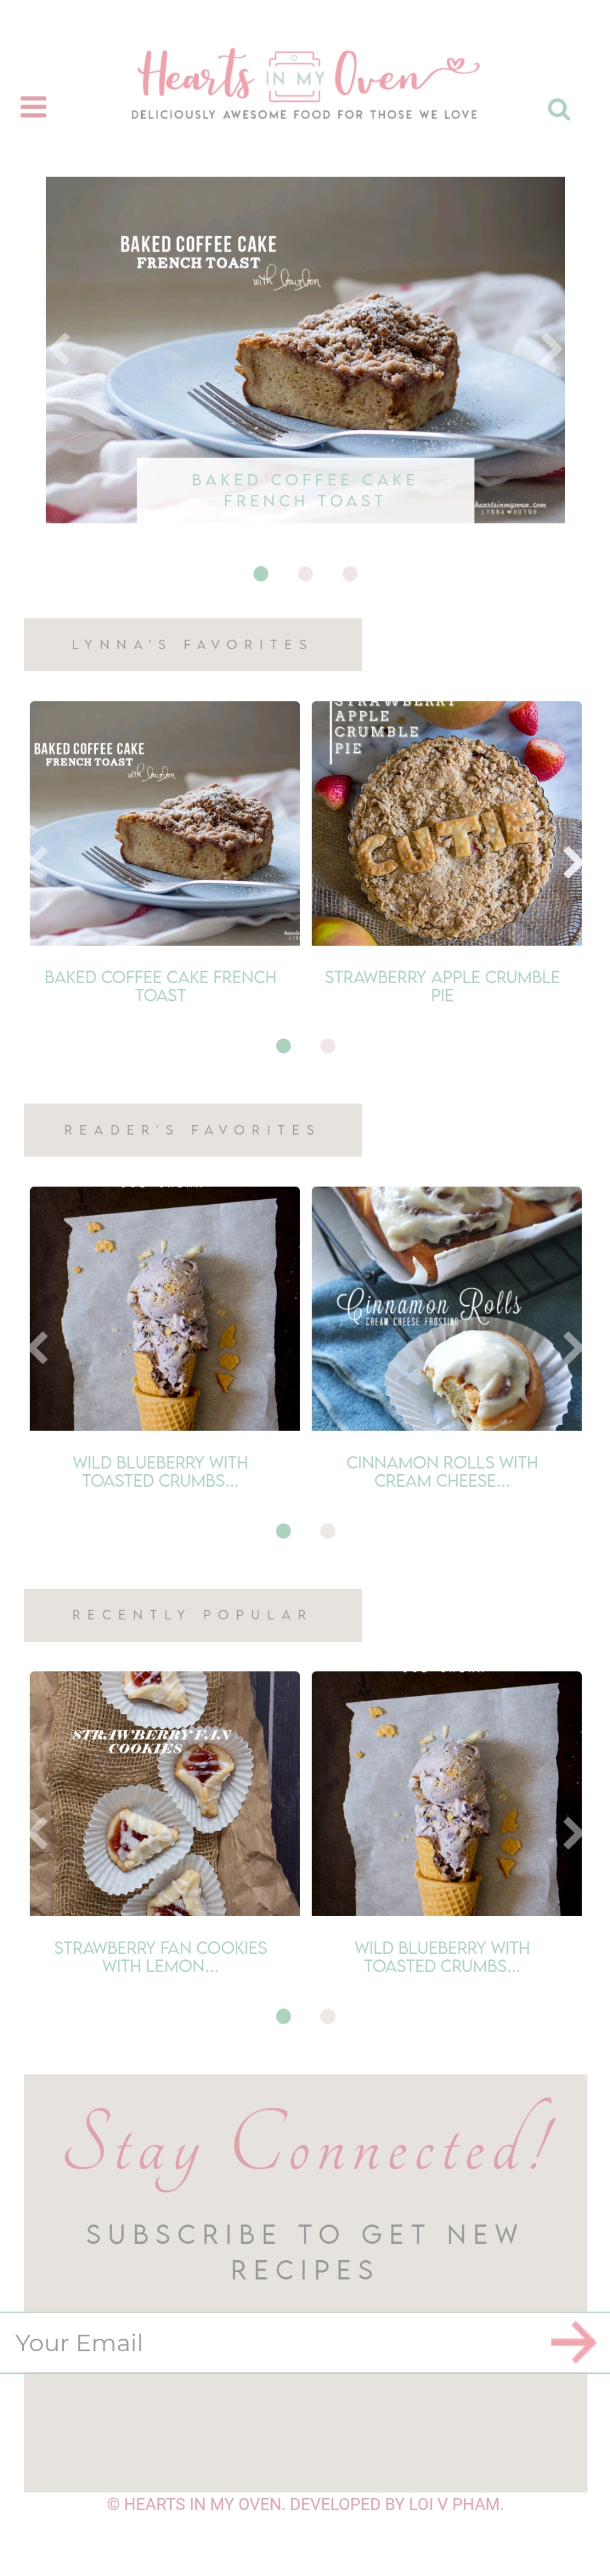 Hearts IN MY Oven
DELICIOUSLY AWESOME FOOD FOR THOSE WE LOVE
BAKED COFFEE CAKE
FRENCH TOAST
with bourbon
BAKED COFFEE CAKE
FRENCH TOAST
heartsinmyoven.com
LYNNA ♥ HUYNH
LYNNA'S FAVORITES
BAKED COFFEE CAKE
FRENCH TOAST
with bourbon
STRAWBERRY
APPLE
CRUMBLE
PIE
CUTIE
BAKED COFFEE CAKE FRENCH
TOAST
STRAWBERRY APPLE CRUMBLE
PIE
READER'S FAVORITES
Cinnamon Rolls
CREAM CHEESE FROSTING
WILD BLUEBERRY WITH
TOASTED CRUMBS...
CINNAMON ROLLS WITH
CREAM CHEESE...
RECENTLY POPULAR
STRAWBERRY FAN
COOKIES
STRAWBERRY FAN COOKIES
WITH LEMON...
WILD BLUEBERRY WITH
TOASTED CRUMBS...
Stay Connected!
SUBSCRIBE TO GET NEW
RECIPES
Your Email
© HEARTS IN MY OVEN. DEVELOPED BY LOI V PHAM.